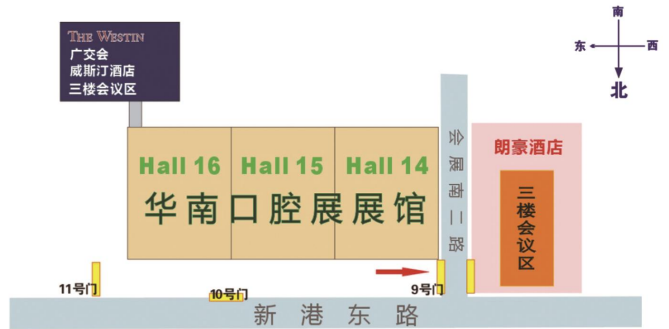 THE WESTIN
广交会
威斯汀酒店
三楼会议区
南
东
西
北
Hall 16
Hall 15
Hall 14
华南口腔展展馆
会展南二路
朗豪酒店
三楼会议区
11号门
10号门
9号门
新港东路